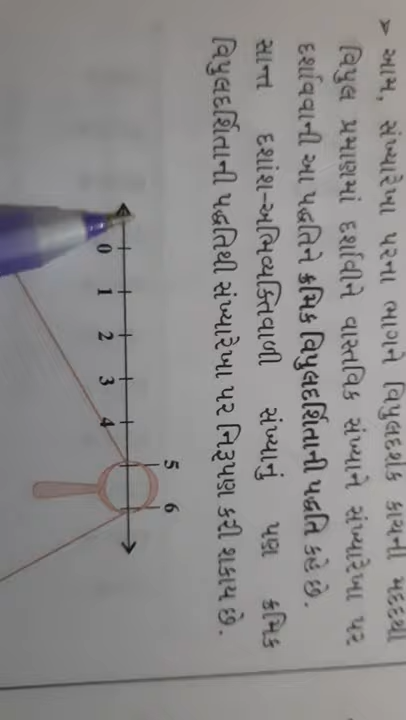 ➤ આમ, સંખ્યારેખા પરના ભાગને વિપુલદર્શક કાચની મદદથી
વિપુલ પ્રમાણમાં દર્શાવીને વાસ્તવિક સંખ્યાને સંખ્યારેખા પર
દર્શાવવાની આ પદ્ધતિને ક્રમિક વિપુલદર્શિતાની પદ્ધતિ કહે છે.
સાન્ત દશાંશ-અભિવ્યક્તિવાળી સંખ્યાનું પણ ક્રમિક
વિપુલદર્શિતાની પદ્ધતિથી સંખ્યારેખા પર નિરૂપણ કરી શકાય છે.
5 6
0 1 2 3 4